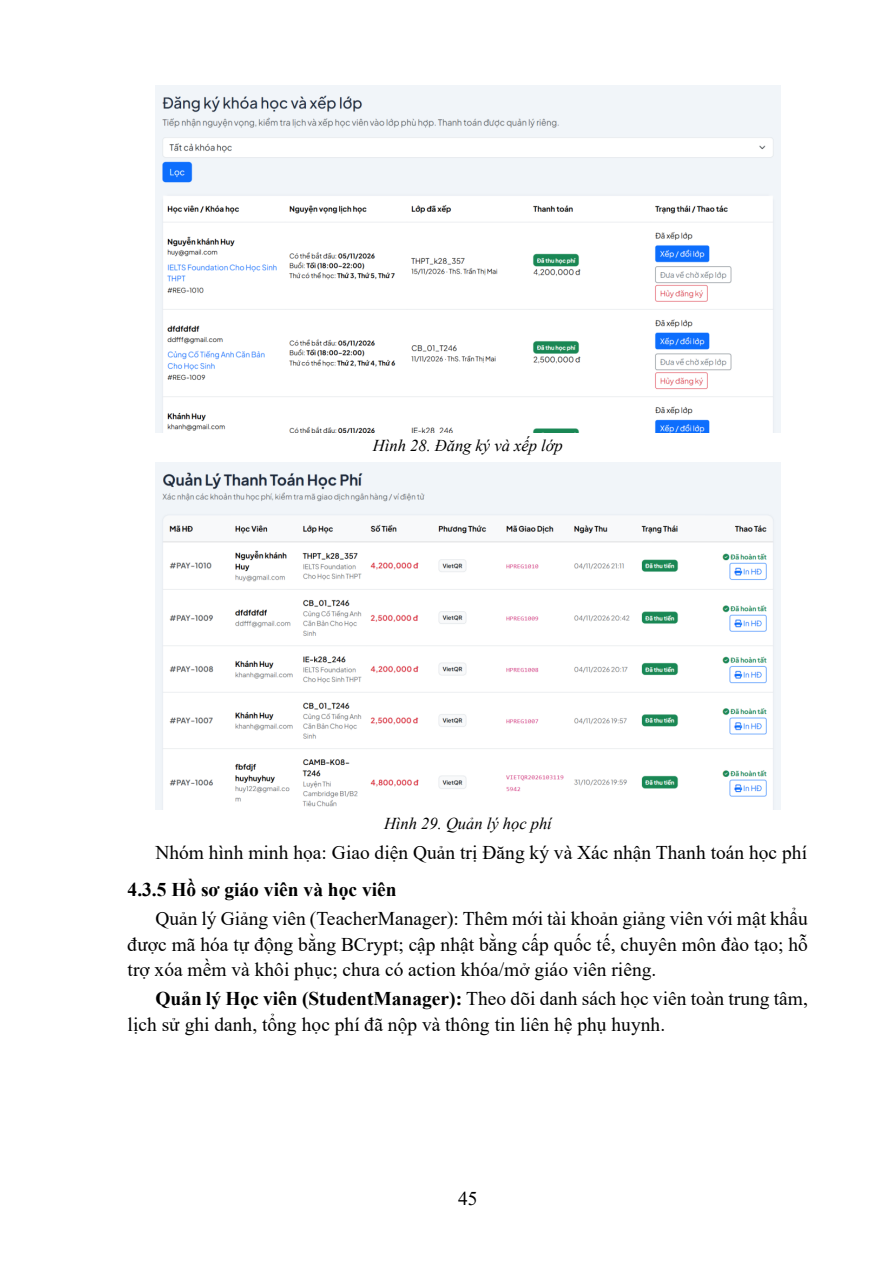 Đăng ký khóa học và xếp lớp
Tiếp nhận nguyện vọng, kiểm tra lịch và xếp học viên vào lớp phù hợp. Thanh toán được quản lý riêng.
Tất cả khóa học
Lọc
Học viên / Khóa học Nguyện vọng lịch học Lớp đã xếp Thanh toán Trạng thái / Thao tác
Nguyễn khánh Huy
huy@gmail.com
IELTS Foundation Cho Học Sinh
THPT
#REG-1010
Có thể bắt đầu: 05/11/2026
Buổi: Tối (18:00–22:00)
Thứ có thể học: Thứ 3, Thứ 5, Thứ 7
THPT_k28_357
15/11/2026 · ThS. Trần Thị Mai
Đã thu học phí
4,200,000 đ
Đã xếp lớp
Xếp / đổi lớp
Đưa về chờ xếp lớp
Hủy đăng ký
dfdfdfdf
ddfff@gmail.com
Củng Cố Tiếng Anh Căn Bản
Cho Học Sinh
#REG-1009
Có thể bắt đầu: 05/11/2026
Buổi: Tối (18:00–22:00)
Thứ có thể học: Thứ 2, Thứ 4, Thứ 6
CB_01_T246
11/11/2026 · ThS. Trần Thị Mai
Đã thu học phí
2,500,000 đ
Đã xếp lớp
Xếp / đổi lớp
Đưa về chờ xếp lớp
Hủy đăng ký
Khánh Huy
khanh@gmail.com
Có thể bắt đầu: 05/11/2026
IE-k28_246
Đã xếp lớp
Xếp / đổi lớp
Hình 28. Đăng ký và xếp lớp
Quản Lý Thanh Toán Học Phí
Xác nhận các khoản thu học phí, kiểm tra mã giao dịch ngân hàng / ví điện tử
Mã HĐ Học Viên Lớp Học Số Tiền Phương Thức Mã Giao Dịch Ngày Thu Trạng Thái Thao Tác
#PAY-1010
Nguyễn khánh
Huy
huy@gmail.com
THPT_k28_357
IELTS Foundation
Cho Học Sinh THPT
4,200,000 đ
VietQR
HPREG1010
04/11/2026 21:11
Đã thu tiền
Đã hoàn tất
In HĐ
#PAY-1009
dfdfdfdf
ddfff@gmail.com
CB_01_T246
Củng Cố Tiếng Anh
Căn Bản Cho Học
Sinh
2,500,000 đ
VietQR
HPREG1009
04/11/2026 20:42
Đã thu tiền
Đã hoàn tất
In HĐ
#PAY-1008
Khánh Huy
khanh@gmail.com
IE-k28_246
IELTS Foundation
Cho Học Sinh THPT
4,200,000 đ
VietQR
HPREG1008
04/11/2026 20:17
Đã thu tiền
Đã hoàn tất
In HĐ
#PAY-1007
Khánh Huy
khanh@gmail.com
CB_01_T246
Củng Cố Tiếng Anh
Căn Bản Cho Học
Sinh
2,500,000 đ
VietQR
HPREG1007
04/11/2026 19:57
Đã thu tiền
Đã hoàn tất
In HĐ
#PAY-1006
fbfdjf
huyhuyhuy
huy122@gmail.co
m
CAMB-K08-
T246
Luyện Thi
Cambridge B1/B2
Tiêu Chuẩn
4,800,000 đ
VietQR
VIETQR2026103119
5942
31/10/2026 19:59
Đã thu tiền
Đã hoàn tất
In HĐ
Hình 29. Quản lý học phí
Nhóm hình minh họa: Giao diện Quản trị Đăng ký và Xác nhận Thanh toán học phí
4.3.5 Hồ sơ giáo viên và học viên
Quản lý Giảng viên (TeacherManager): Thêm mới tài khoản giảng viên với mật khẩu
được mã hóa tự động bằng BCrypt; cập nhật bằng cấp quốc tế, chuyên môn đào tạo; hỗ
trợ xóa mềm và khôi phục; chưa có action khóa/mở giáo viên riêng.
Quản lý Học viên (StudentManager): Theo dõi danh sách học viên toàn trung tâm,
lịch sử ghi danh, tổng học phí đã nộp và thông tin liên hệ phụ huynh.
45